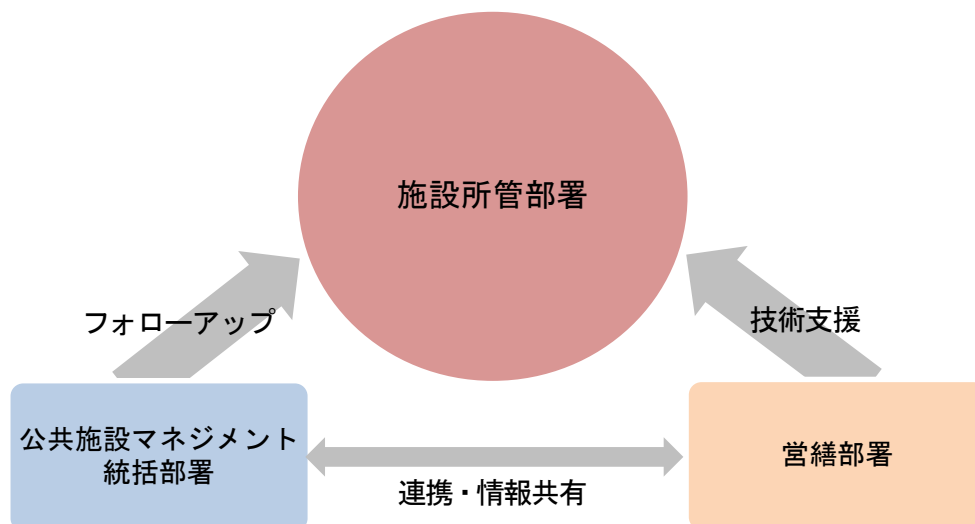 施設所管部署
フォローアップ
技術支援
公共施設マネジメント
統括部署
営繕部署
連携・情報共有